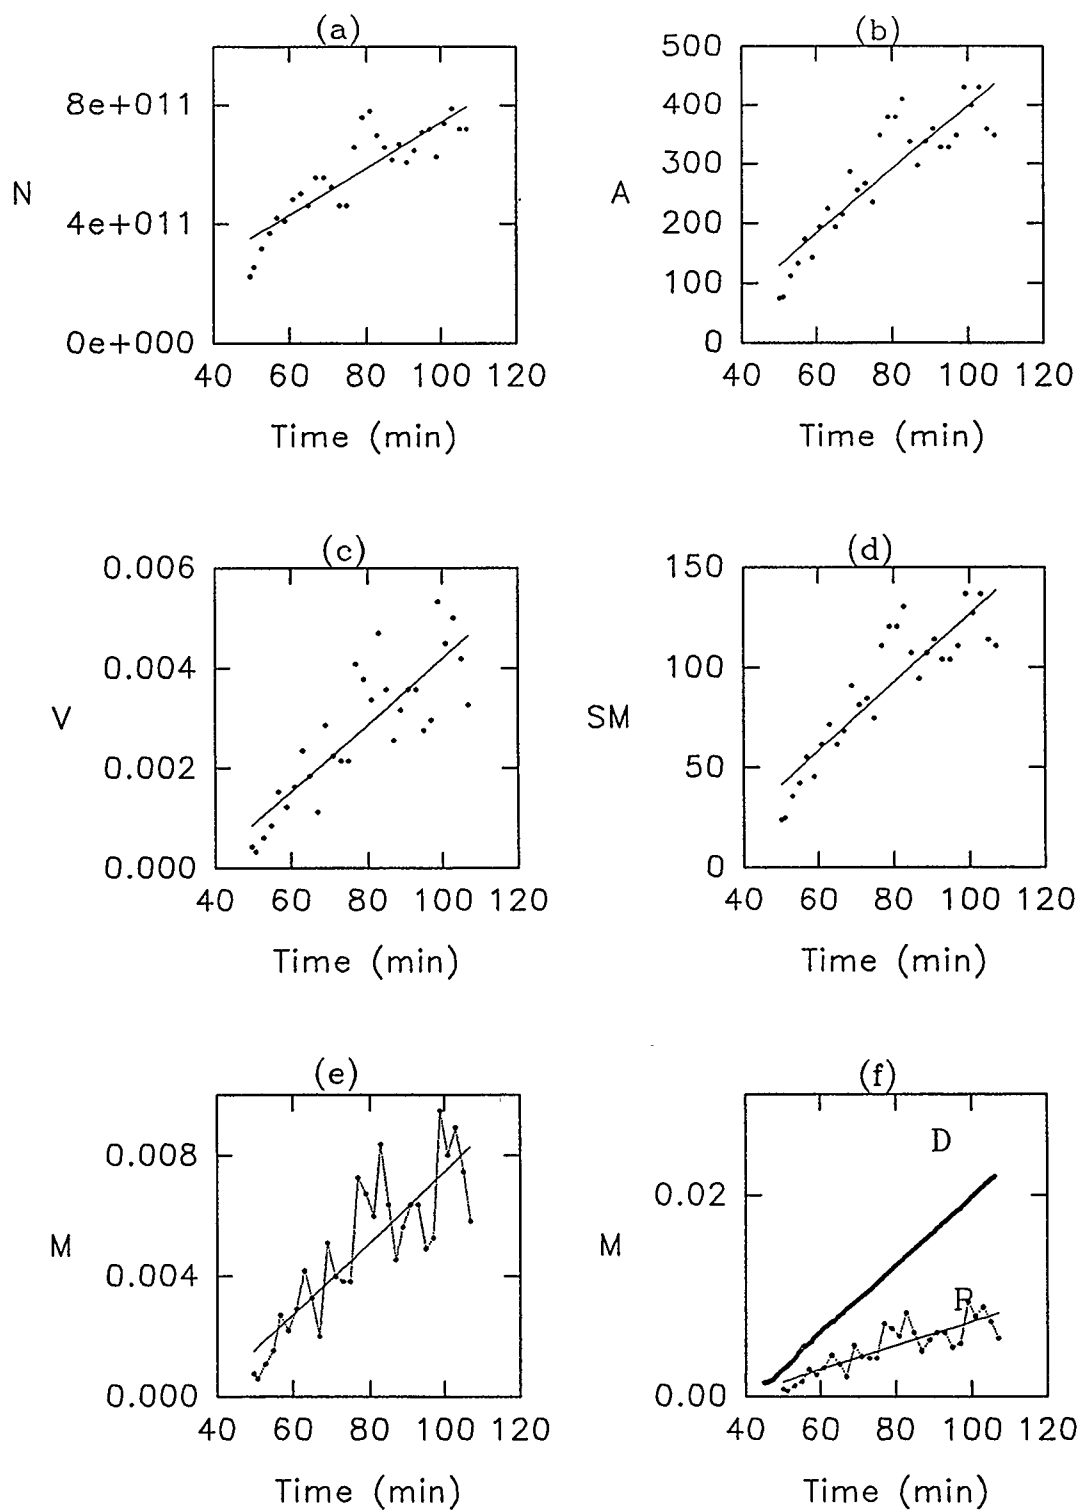 (a)
8e+011
N
4e+011
0e+000
40 60 80 100 120
Time (min)
(b)
500
400
300
A
200
100
0
40 60 80 100 120
Time (min)
(c)
0.006
0.004
V
0.002
0.000
40 60 80 100 120
Time (min)
(d)
150
100
SM
50
0
40 60 80 100 120
Time (min)
(e)
0.008
M
0.004
0.000
40 60 80 100 120
Time (min)
(f)
D
0.02
M
0.00
40 60 80 100 120
Time (min)